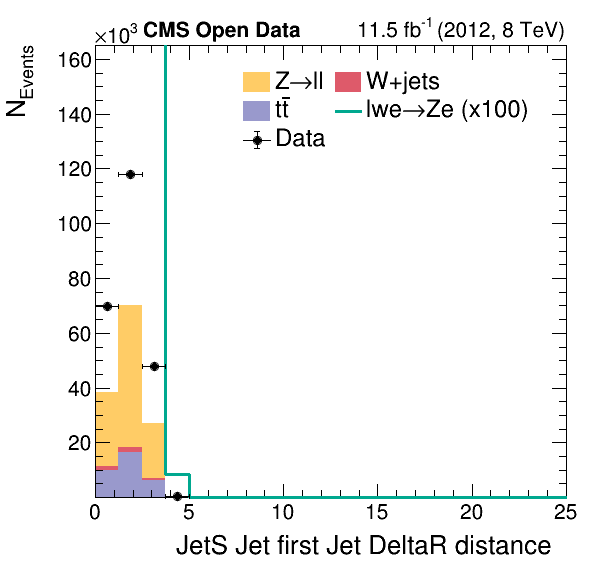 ×10³ CMS Open Data 11.5 fb⁻¹ (2012, 8 TeV)
N_Events
160
140
120
100
80
60
40
20
Z→ll W+jets
tt̄ lwe→Ze (x100)
Data
0 5 10 15 20 25
JetS Jet first Jet DeltaR distance